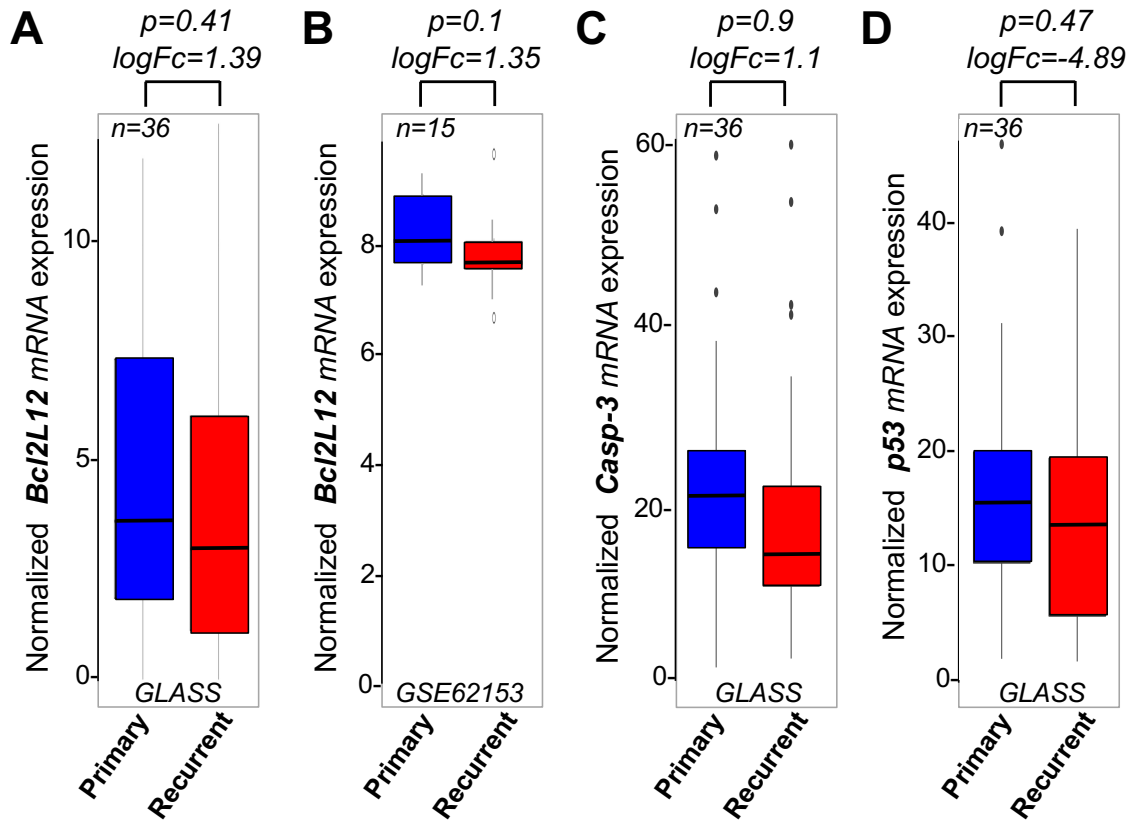 A
p=0.41
logFc=1.39
n=36
10
5
0
Normalized Bcl2L12 mRNA expression
GLASS
Primary
Recurrent
B
p=0.1
logFc=1.35
n=15
8
6
4
2
0
Normalized Bcl2L12 mRNA expression
GSE62153
Primary
Recurrent
C
p=0.9
logFc=1.1
n=36
60
40
20
0
Normalized Casp-3 mRNA expression
GLASS
Primary
Recurrent
D
p=0.47
logFc=-4.89
n=36
40
30
20
10
0
Normalized p53 mRNA expression
GLASS
Primary
Recurrent